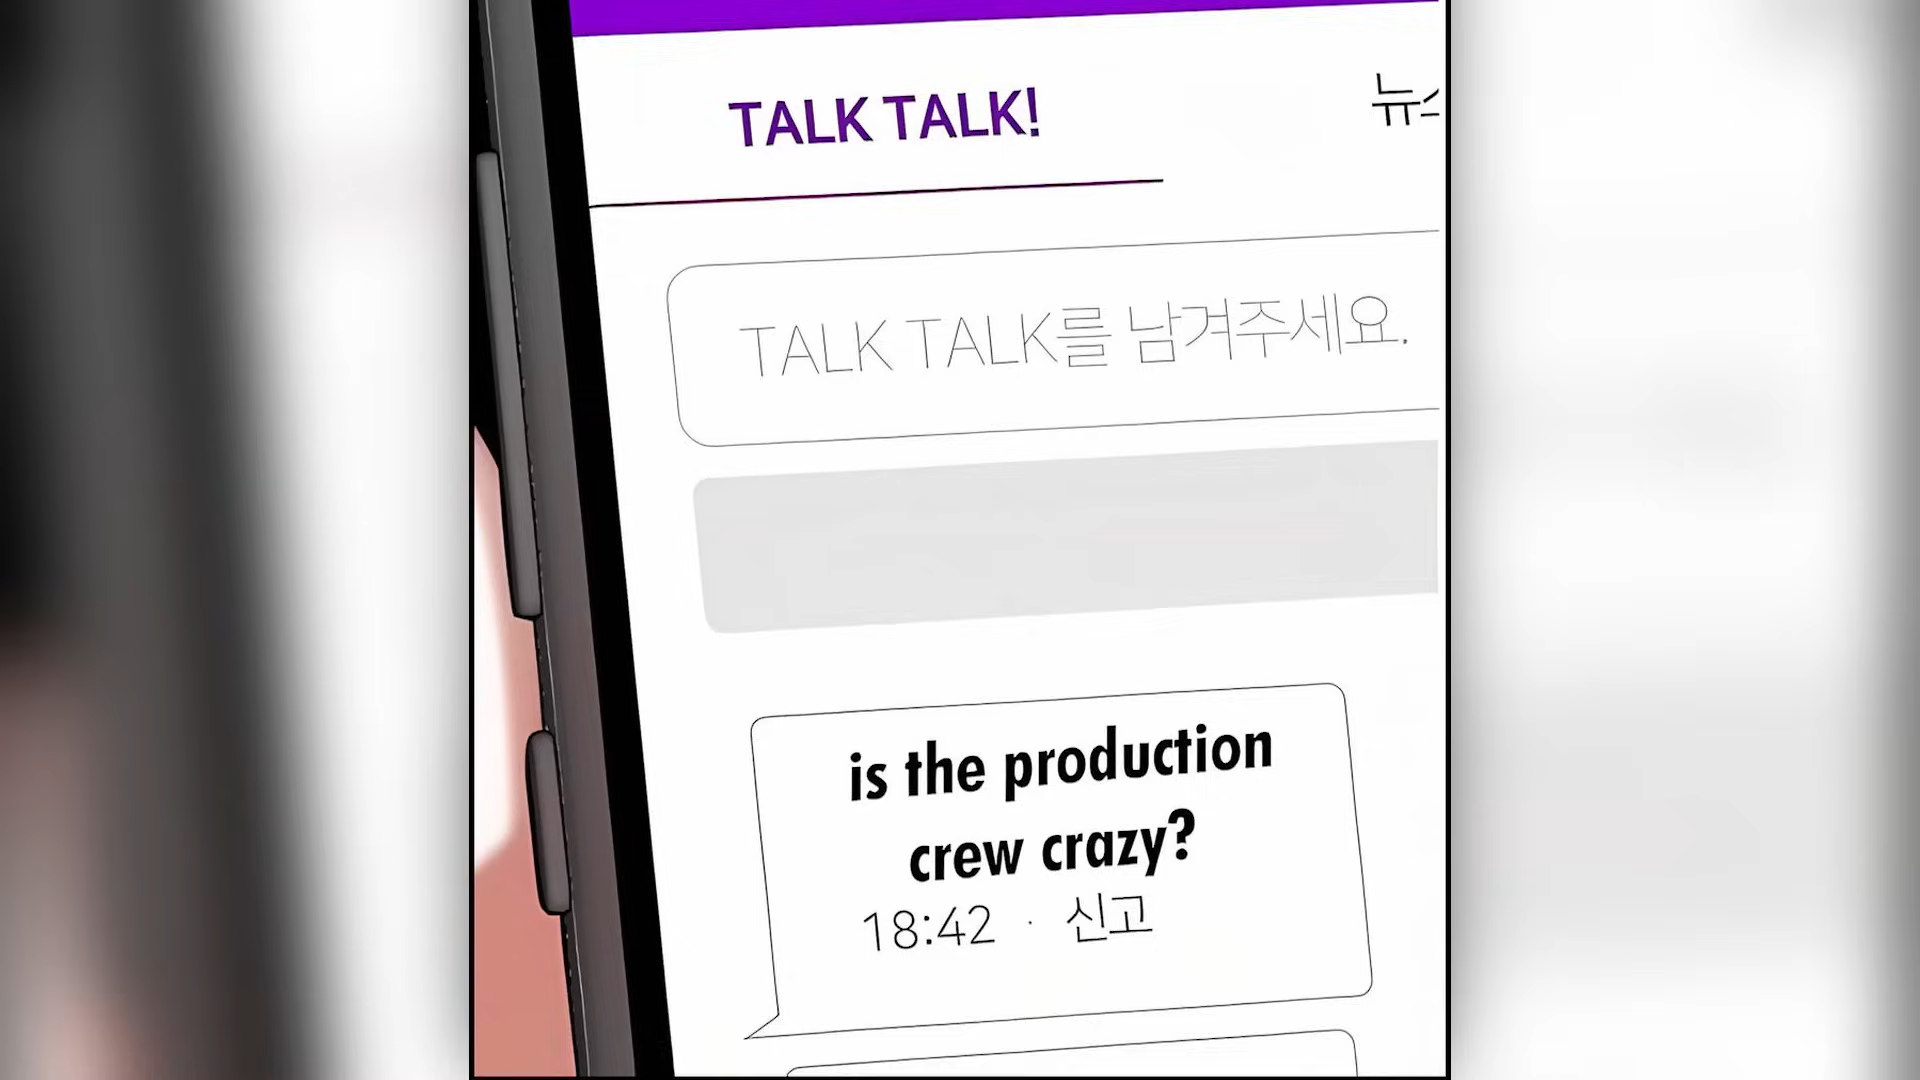 TALK TALK!
TALK TALK를 남겨주세요.
is the production
crew crazy?
18:42 · 신고